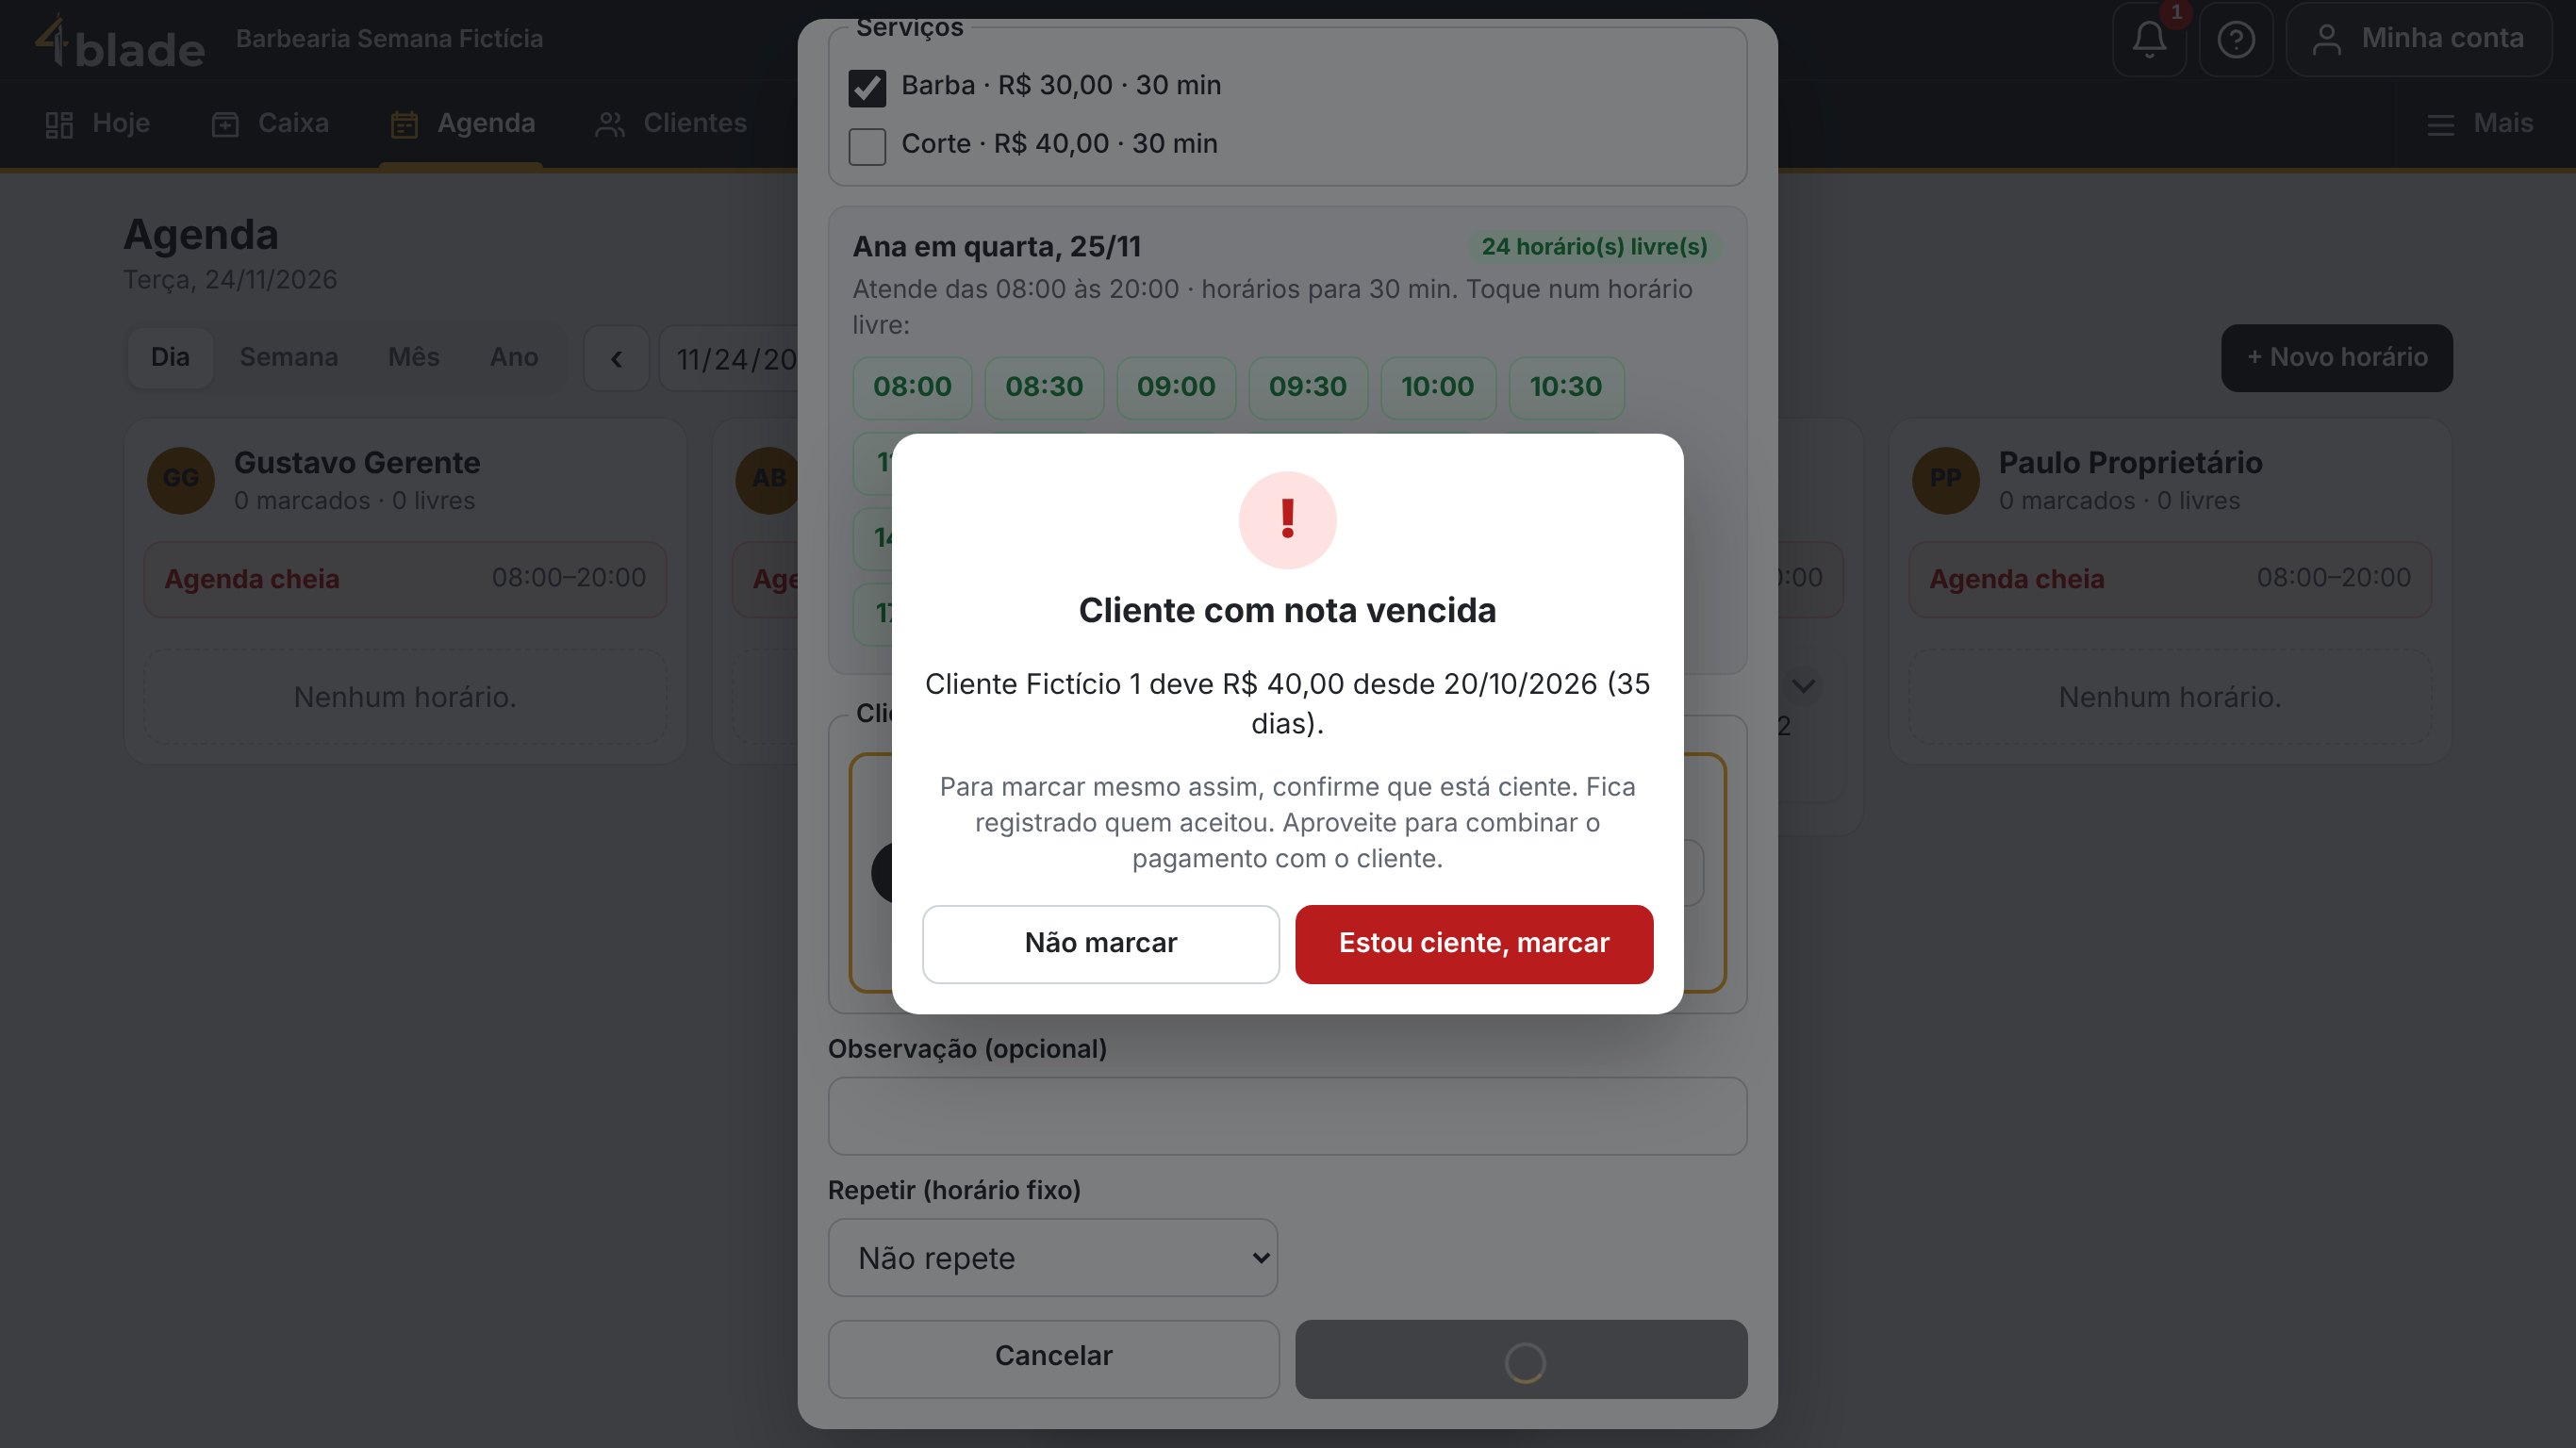 4blade
Barbearia Semana Fictícia
1
Minha conta
Hoje
Caixa
Agenda
Clientes
Mais
Agenda
Terça, 24/11/2026
Dia
Semana
Mês
Ano
11/24/20
+ Novo horário
GG
Gustavo Gerente
0 marcados · 0 livres
Agenda cheia
08:00–20:00
Nenhum horário.
AB
PP
Paulo Proprietário
0 marcados · 0 livres
Agenda cheia
08:00–20:00
Nenhum horário.
Serviços
Barba · R$ 30,00 · 30 min
Corte · R$ 40,00 · 30 min
Ana em quarta, 25/11
24 horário(s) livre(s)
Atende das 08:00 às 20:00 · horários para 30 min. Toque num horário
livre:
08:00
08:30
09:00
09:30
10:00
10:30
!
Cliente com nota vencida
Cliente Fictício 1 deve R$ 40,00 desde 20/10/2026 (35
dias).
Para marcar mesmo assim, confirme que está ciente. Fica
registrado quem aceitou. Aproveite para combinar o
pagamento com o cliente.
Não marcar
Estou ciente, marcar
Observação (opcional)
Repetir (horário fixo)
Não repete
Cancelar